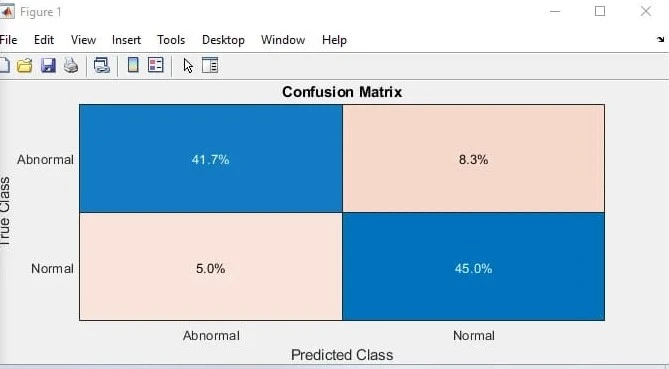 Figure 1
File Edit View Insert Tools Desktop Window Help
Confusion Matrix
Abnormal 41.7% 8.3%
True Class
Normal 5.0% 45.0%
Abnormal Normal
Predicted Class